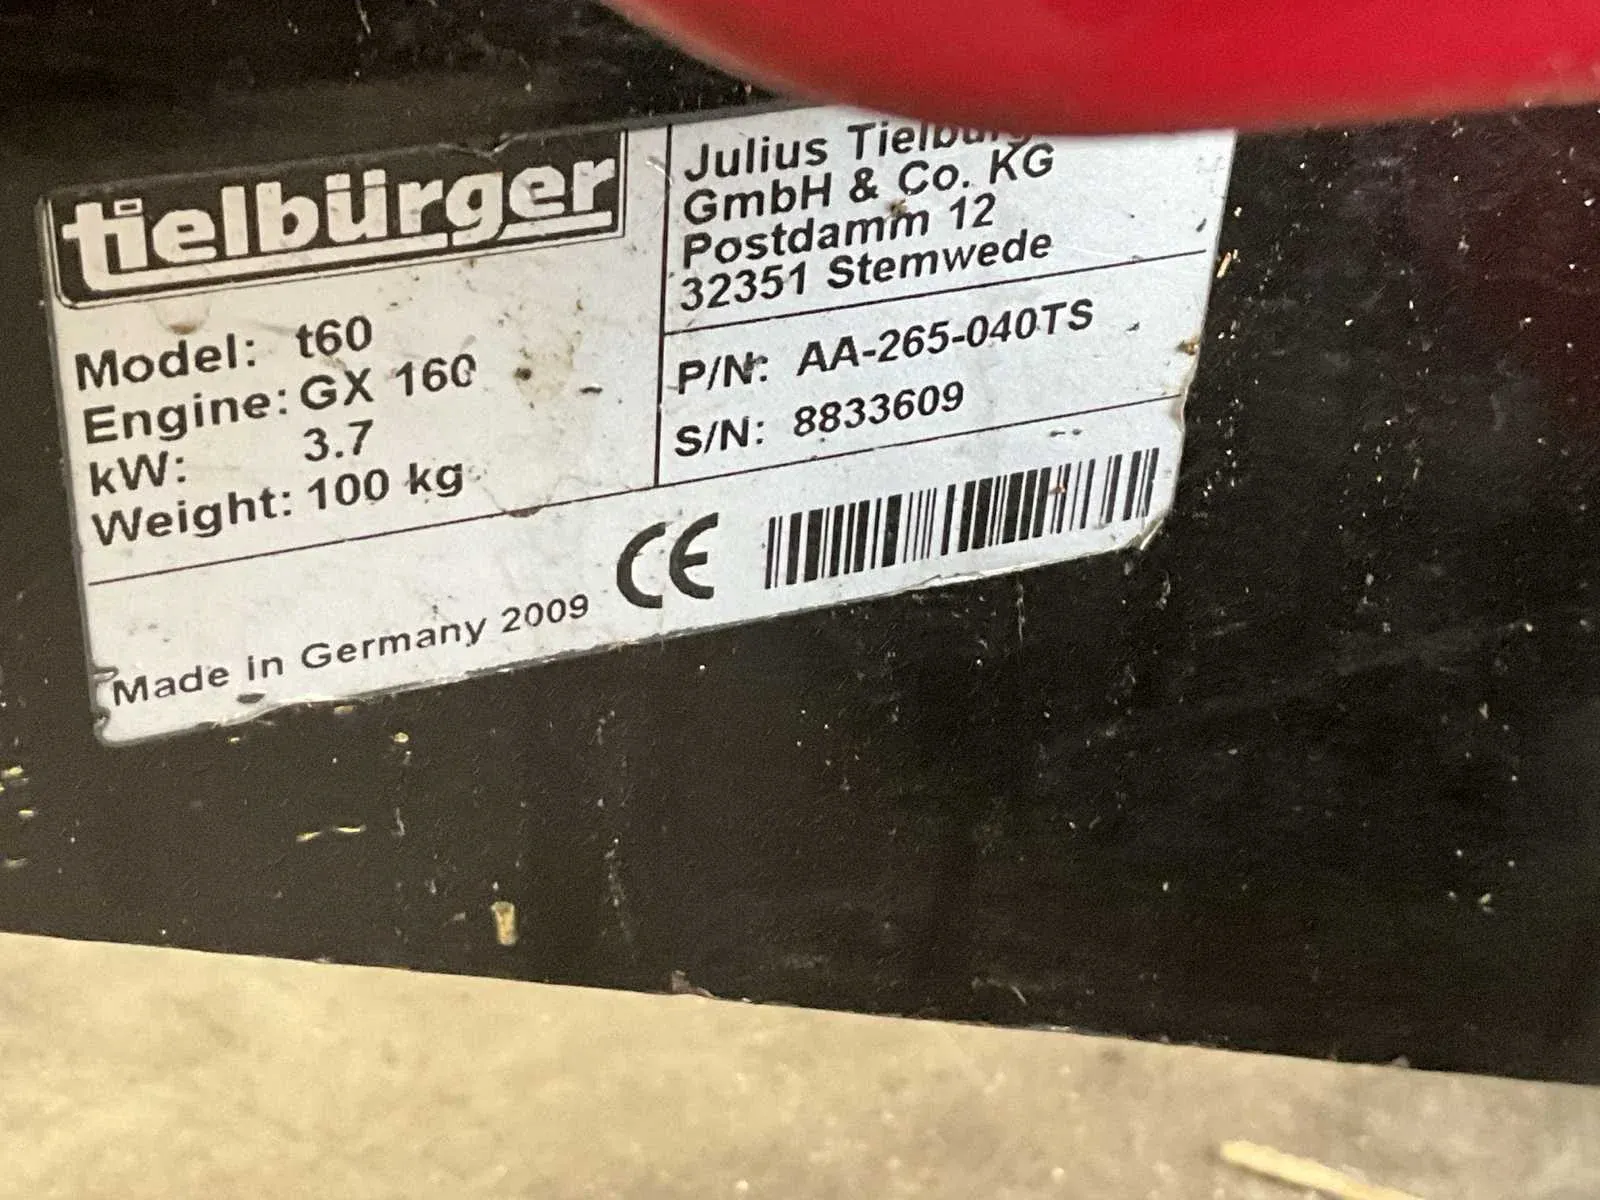 tielbürger
Model: t60
Engine: GX 160
kW: 3.7
Weight: 100 kg
Julius
GmbH & Co. KG
Postdamm 12
32351 Stemwede
P/N: AA-265-040TS
S/N: 8833609
Made in Germany 2009
CE